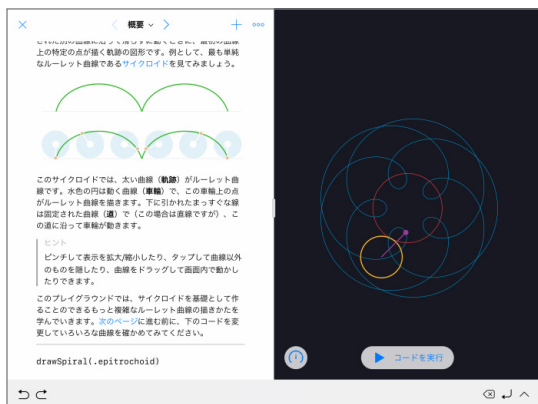 概要
された別の曲線に沿って滑らずに動くときに、最初の曲線
上の特定の点が描く軌跡の図形です。例として、最も単純
なルーレット曲線であるサイクロイドを見てみましょう。
このサイクロイドでは、太い曲線（軌跡）がルーレット曲
線です。水色の円は動く曲線（車輪）で、この車輪上の点
がルーレット曲線を描きます。下に引かれたまっすぐな線
は固定された曲線（道）で（この場合は直線ですが）、こ
の道に沿って車輪が動きます。
ヒント
ピンチして表示を拡大/縮小したり、タップして曲線以外
のものを隠したり、曲線をドラッグして画面内で動かし
たりできます。
このプレイグラウンドでは、サイクロイドを基礎として作
ることのできるもっと複雑なルーレット曲線の描きかたを
学んでいきます。次のページに進む前に、下のコードを変
更していろいろな曲線を確かめてみてください。
drawSpiral(.epitrochoid)
コードを実行